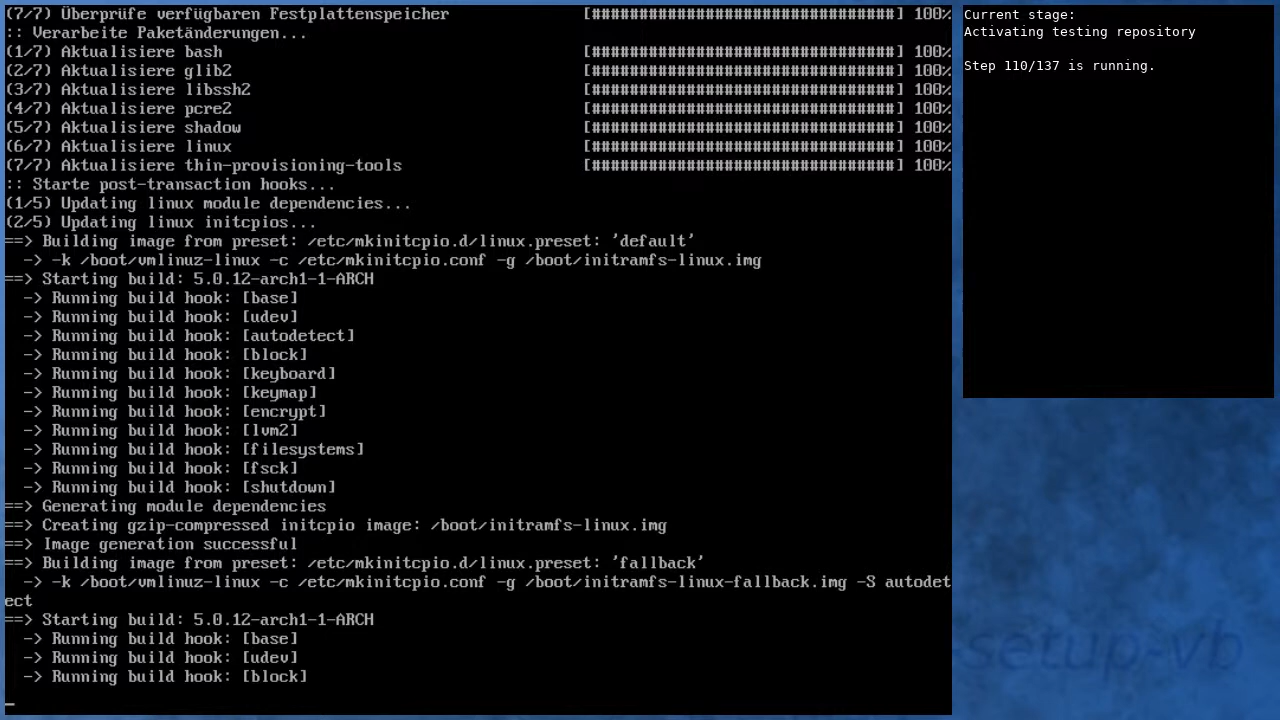 (7/7) Überprüfe verfügbaren Festplattenspeicher [################################] 100%
:: Verarbeite Paketänderungen...
(1/7) Aktualisiere bash [################################] 100%
(2/7) Aktualisiere glib2 [################################] 100%
(3/7) Aktualisiere libssh2 [################################] 100%
(4/7) Aktualisiere pcre2 [################################] 100%
(5/7) Aktualisiere shadow [################################] 100%
(6/7) Aktualisiere linux [################################] 100%
(7/7) Aktualisiere thin-provisioning-tools [################################] 100%
:: Starte post-transaction hooks...
(1/5) Updating linux module dependencies...
(2/5) Updating linux initcpios...
==> Building image from preset: /etc/mkinitcpio.d/linux.preset: 'default'
  -> -k /boot/vmlinuz-linux -c /etc/mkinitcpio.conf -g /boot/initramfs-linux.img
==> Starting build: 5.0.12-arch1-1-ARCH
  -> Running build hook: [base]
  -> Running build hook: [udev]
  -> Running build hook: [autodetect]
  -> Running build hook: [block]
  -> Running build hook: [keyboard]
  -> Running build hook: [keymap]
  -> Running build hook: [encrypt]
  -> Running build hook: [lvm2]
  -> Running build hook: [filesystems]
  -> Running build hook: [fsck]
  -> Running build hook: [shutdown]
==> Generating module dependencies
==> Creating gzip-compressed initcpio image: /boot/initramfs-linux.img
==> Image generation successful
==> Building image from preset: /etc/mkinitcpio.d/linux.preset: 'fallback'
  -> -k /boot/vmlinuz-linux -c /etc/mkinitcpio.conf -g /boot/initramfs-linux-fallback.img -S autodet
ect
==> Starting build: 5.0.12-arch1-1-ARCH
  -> Running build hook: [base]
  -> Running build hook: [udev]
  -> Running build hook: [block]
_
Current stage:
Activating testing repository
Step 110/137 is running.
setup-vb